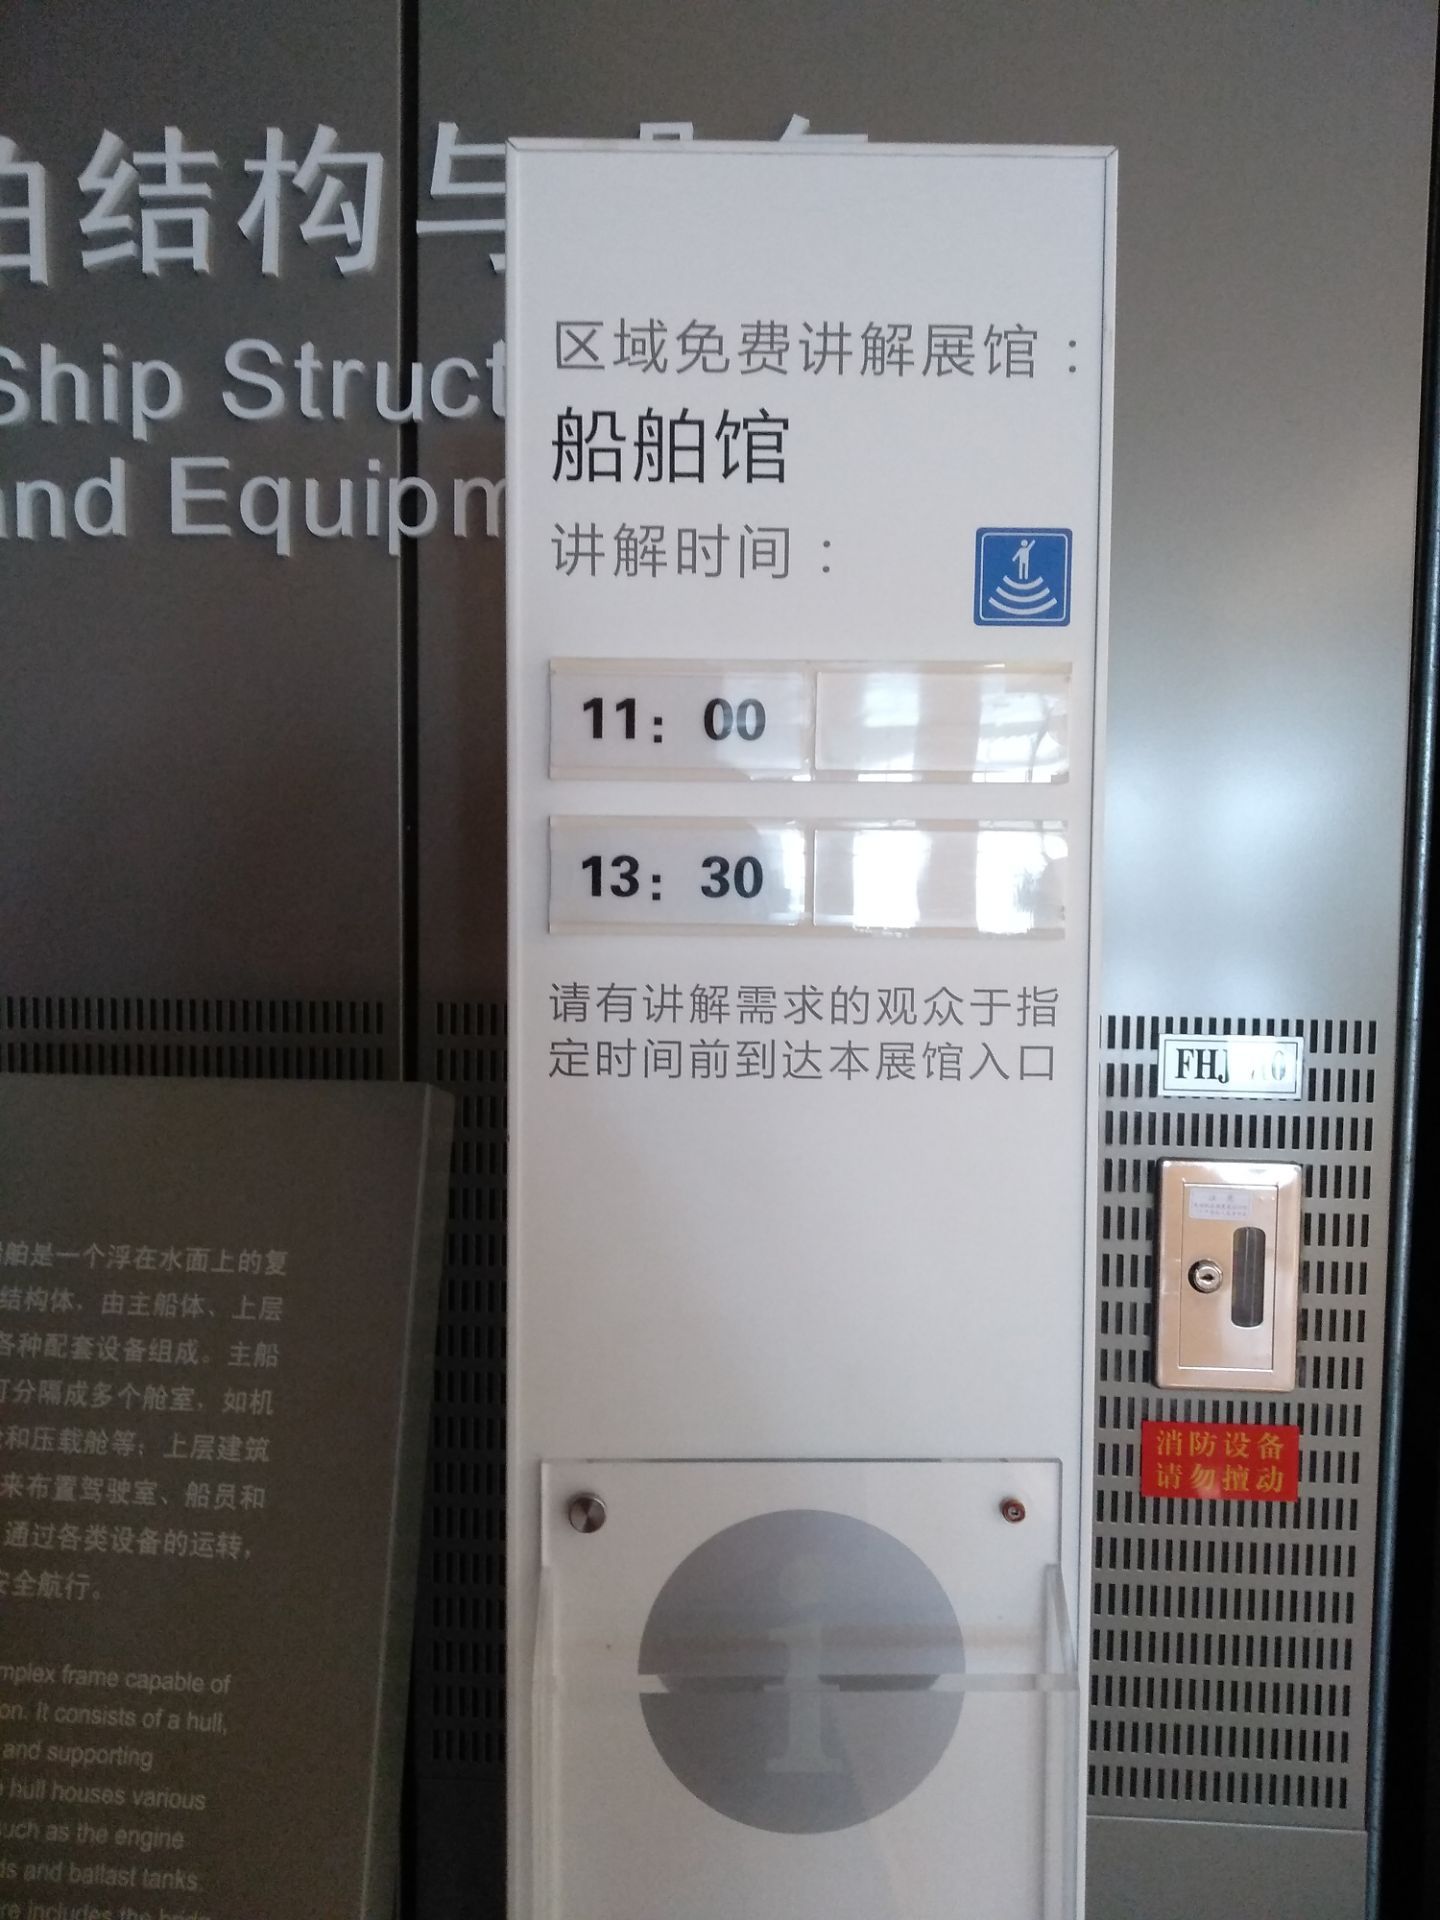 舶结构与
Ship Struct
and Equipm
区域免费讲解展馆：
船舶馆
讲解时间：
11：00
13：30
请有讲解需求的观众于指
定时间前到达本展馆入口
FHJ
消防设备
请勿擅动
船舶是一个浮在水面上的复
结构体，由主船体、上层
各种配套设备组成。主船
可分隔成多个舱室，如机
和压载舱等；上层建筑
来布置驾驶室、船员和
通过各类设备的运转，
安全航行。
mplex frame capable of
on. It consists of a hull,
and supporting
hull houses various
such as the engine
ds and ballast tanks.
re includes the